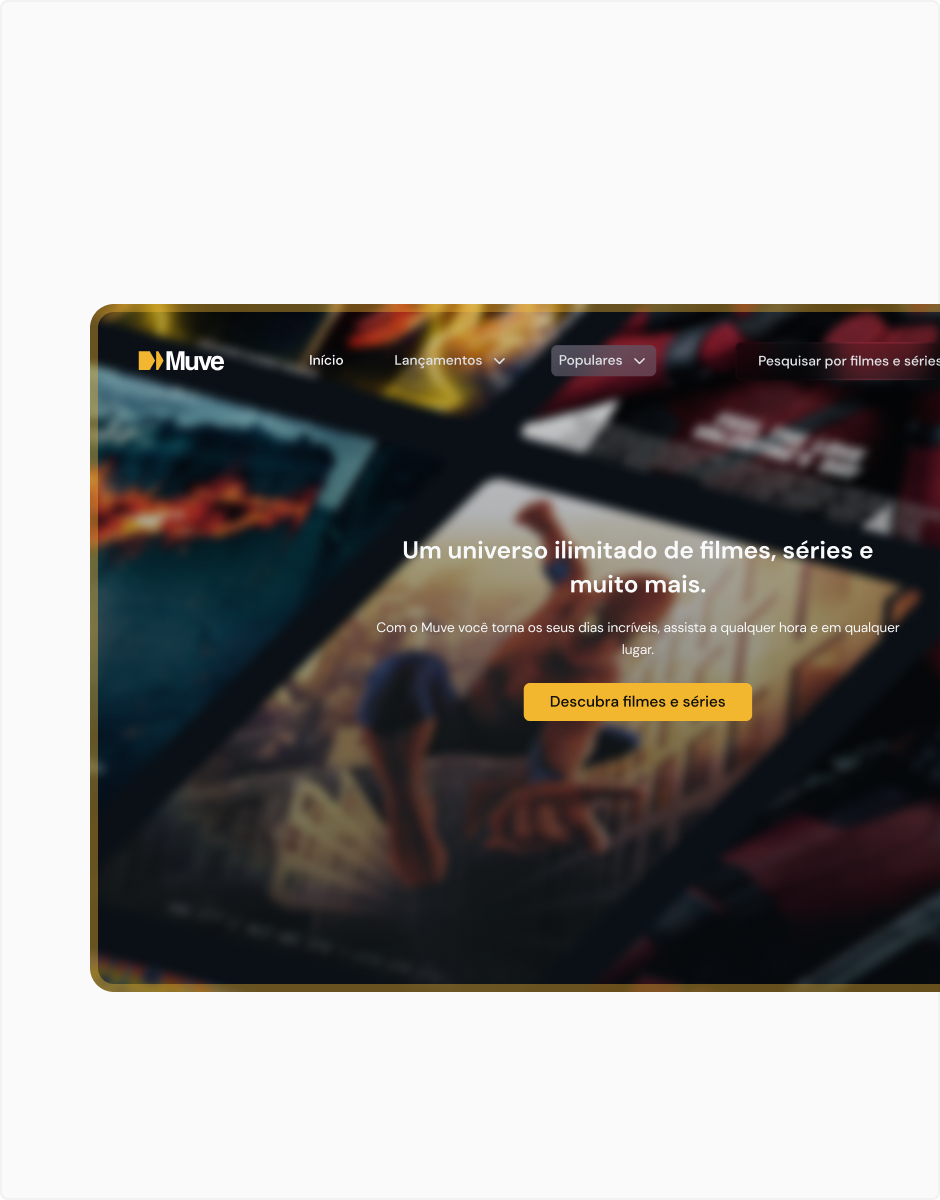 Muve
Início
Lançamentos
Populares
Pesquisar por filmes e séries
Um universo ilimitado de filmes, séries e
muito mais.
Com o Muve você torna os seus dias incríveis, assista a qualquer hora e em qualquer
lugar.
Descubra filmes e séries